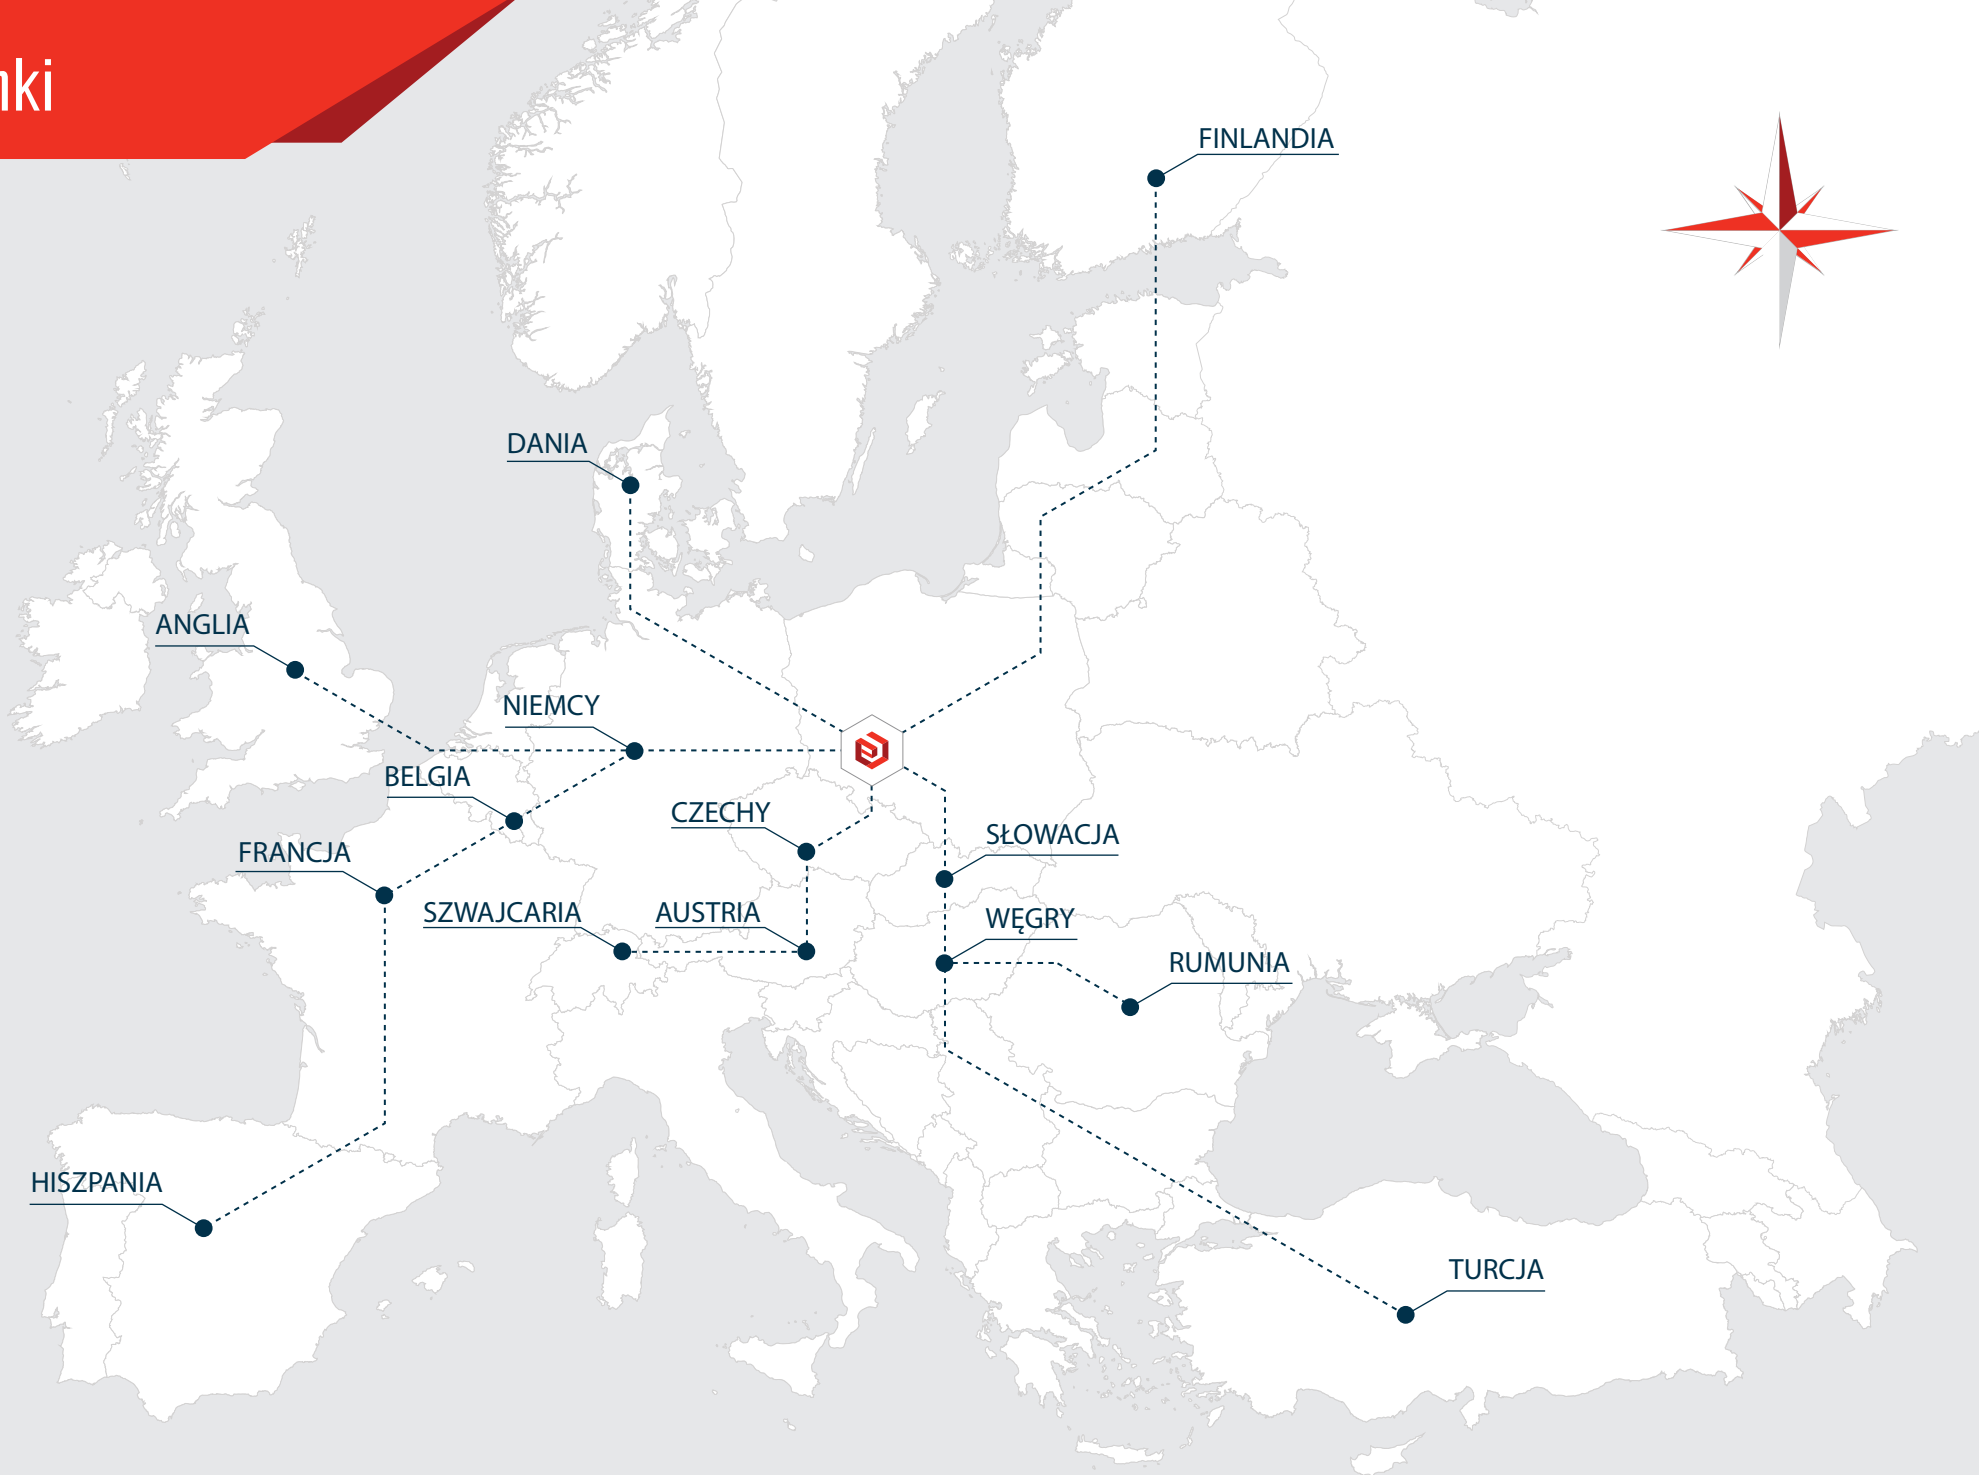 nki
FINLANDIA
DANIA
ANGLIA
NIEMCY
BELGIA
CZECHY
SŁOWACJA
FRANCJA
SZWAJCARIA
AUSTRIA
WĘGRY
RUMUNIA
HISZPANIA
TURCJA